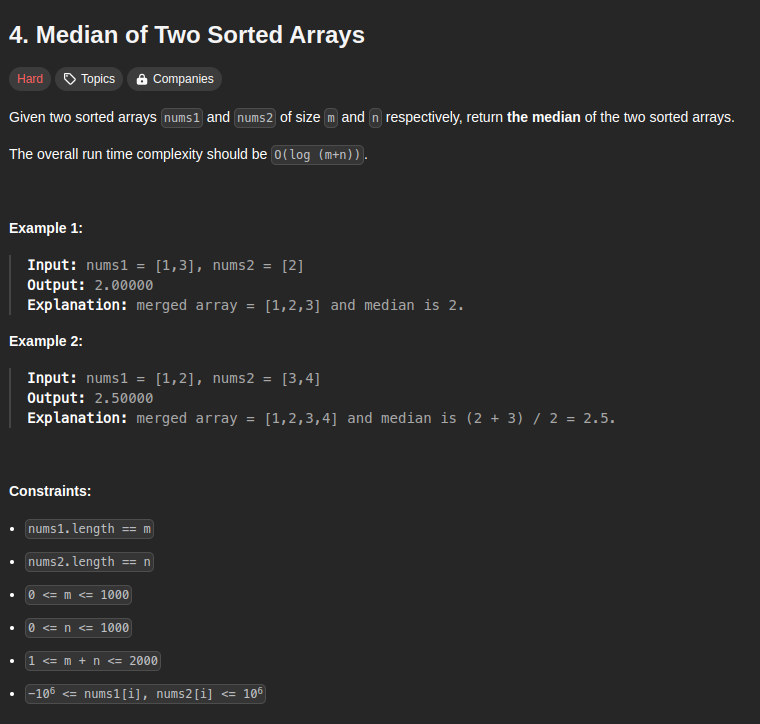 4. Median of Two Sorted Arrays
Hard Topics Companies
Given two sorted arrays nums1 and nums2 of size m and n respectively, return the median of the two sorted arrays.
The overall run time complexity should be O(log (m+n)).
Example 1:
Input: nums1 = [1,3], nums2 = [2]
Output: 2.00000
Explanation: merged array = [1,2,3] and median is 2.
Example 2:
Input: nums1 = [1,2], nums2 = [3,4]
Output: 2.50000
Explanation: merged array = [1,2,3,4] and median is (2 + 3) / 2 = 2.5.
Constraints:
• nums1.length == m
• nums2.length == n
• 0 <= m <= 1000
• 0 <= n <= 1000
• 1 <= m + n <= 2000
• -10⁶ <= nums1[i], nums2[i] <= 10⁶